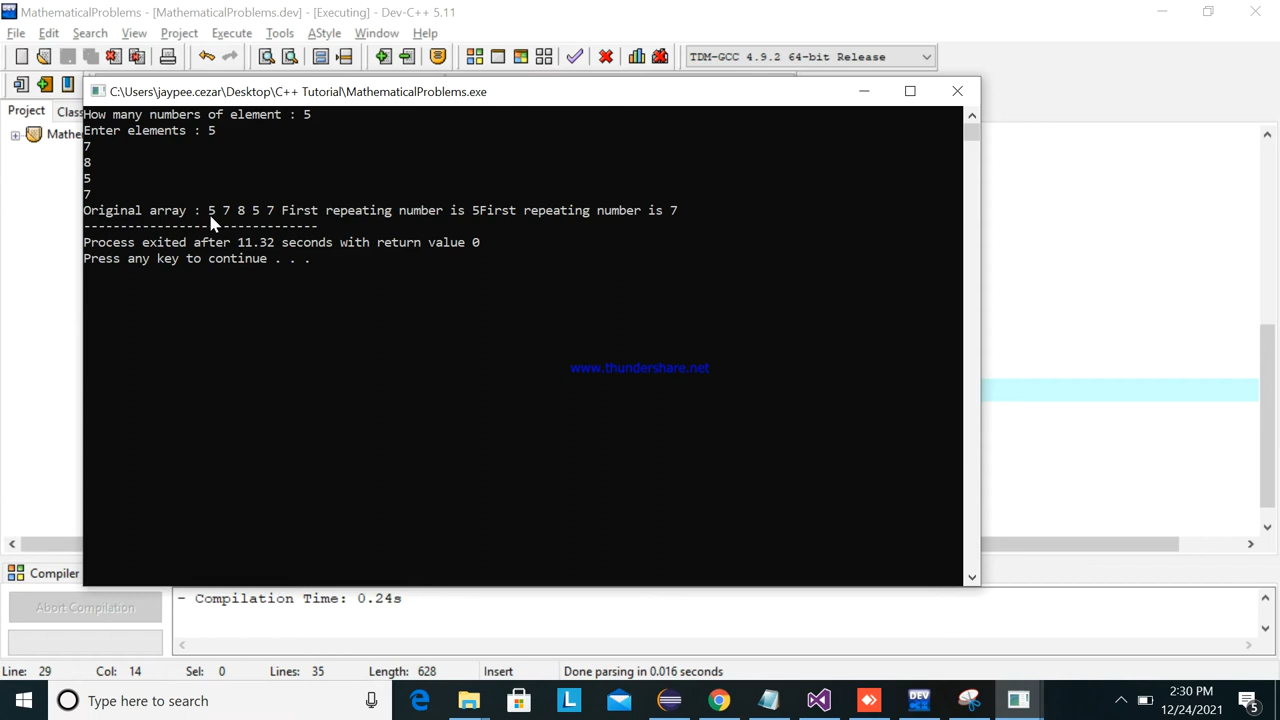 MathematicalProblems - [MathematicalProblems.dev] - [Executing] - Dev-C++ 5.11
File Edit Search View Project Execute Tools AStyle Window Help
TDM-GCC 4.9.2 64-bit Release
C:\Users\jaypee.cezar\Desktop\C++ Tutorial\MathematicalProblems.exe
Project Clas
Mathe
How many numbers of element : 5
Enter elements : 5
7
8
5
7
Original array : 5 7 8 5 7 First repeating number is 5First repeating number is 7
--------------------------------
Process exited after 11.32 seconds with return value 0
Press any key to continue . . .
www.thundershare.net
Compiler
Abort Compilation
- Compilation Time: 0.24s
Line: 29 Col: 14 Sel: 0 Lines: 35 Length: 628 Insert Done parsing in 0.016 seconds
Type here to search
DEV
2:30 PM
12/24/2021
5